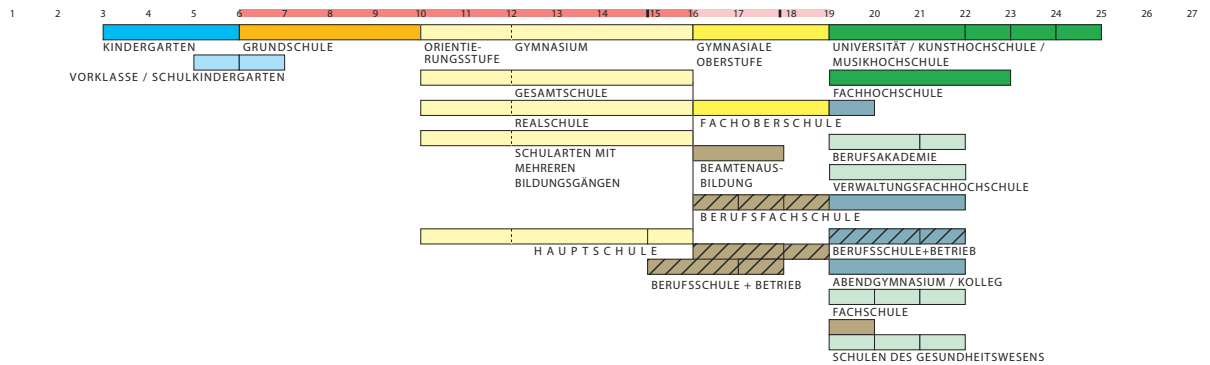 1 2 3 4 5 6 7 8 9 10 11 12 13 14 15 16 17 18 19 20 21 22 23 24 25 26 27
KINDERGARTEN
GRUNDSCHULE
ORIENTIE-
RUNGSSTUFE
GYMNASIUM
GYMNASIALE
OBERSTUFE
UNIVERSITÄT / KUNSTHOCHSCHULE /
MUSIKHOCHSCHULE
VORKLASSE / SCHULKINDERGARTEN
GESAMTSCHULE
FACHHOCHSCHULE
REALSCHULE
FACHOBERSCHULE
SCHULARTEN MIT
MEHREREN
BILDUNGSGÄNGEN
BEAMTENAUS-
BILDUNG
BERUFSAKADEMIE
VERWALTUNGSFACHHOCHSCHULE
BERUFSFACHSCHULE
HAUPTSCHULE
BERUFSSCHULE+BETRIEB
BERUFSSCHULE + BETRIEB
ABENDGYMNASIUM / KOLLEG
FACHSCHULE
SCHULEN DES GESUNDHEITSWESENS